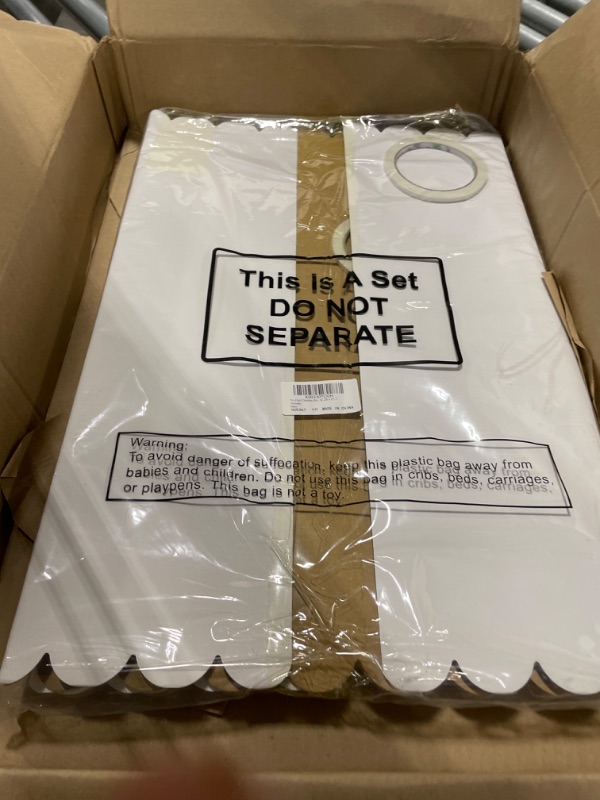 This Is A Set
DO NOT
SEPARATE
Warning:
To avoid danger of suffocation, keep this plastic bag away from
babies and children. Do not use this bag in cribs, beds, carriages,
or playpens. This bag is not a toy.